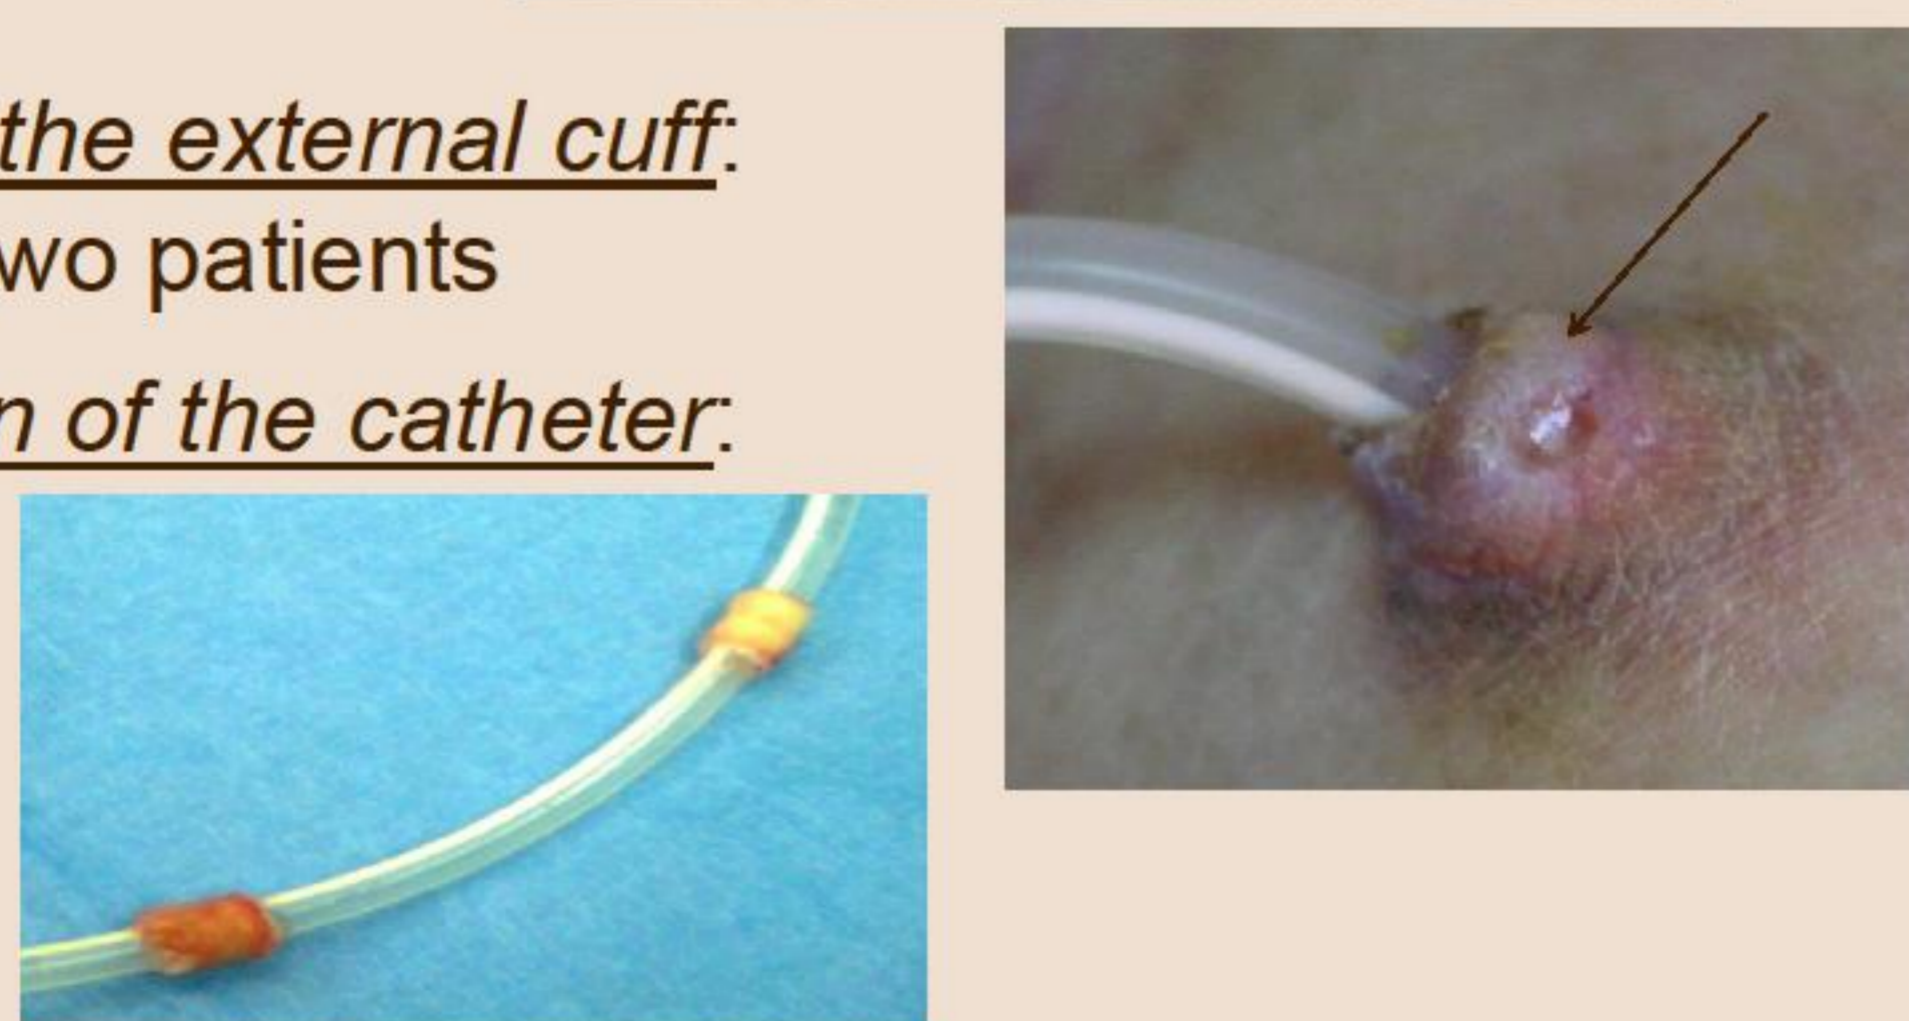 the external cuff:
wo patients
n of the catheter: